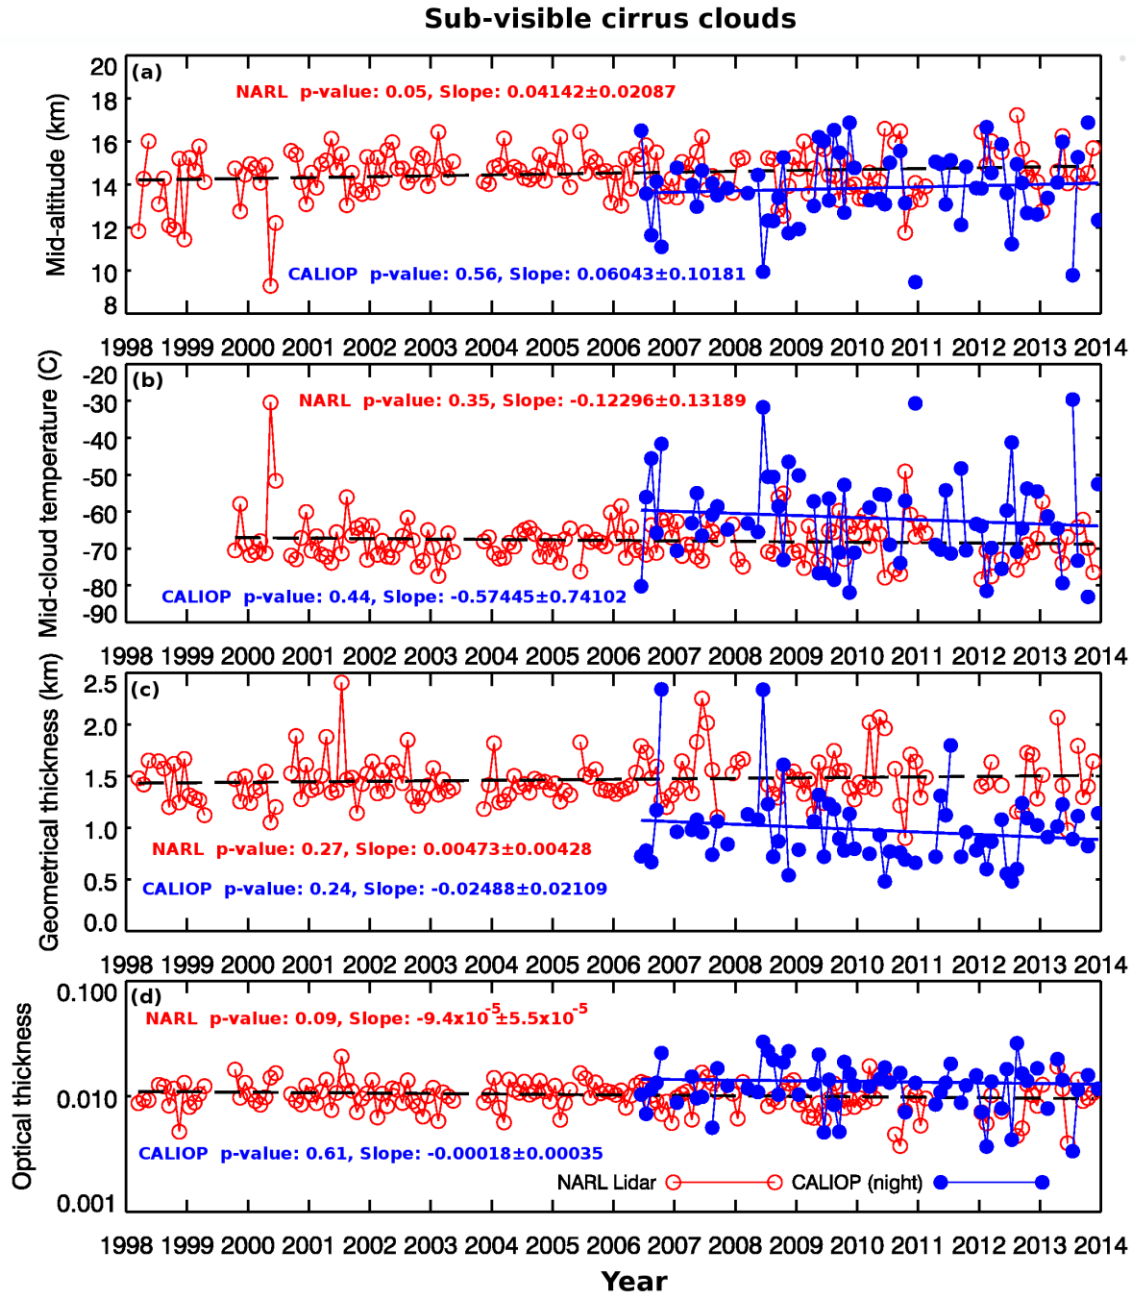 Sub-visible cirrus clouds
(a)
NARL p-value: 0.05, Slope: 0.04142±0.02087
CALIOP p-value: 0.56, Slope: 0.06043±0.10181
Mid-altitude (km)
20
18
16
14
12
10
8
1998 1999 2000 2001 2002 2003 2004 2005 2006 2007 2008 2009 2010 2011 2012 2013 2014
(b)
NARL p-value: 0.35, Slope: -0.12296±0.13189
CALIOP p-value: 0.44, Slope: -0.57445±0.74102
Mid-cloud temperature (C)
-20
-30
-40
-50
-60
-70
-80
-90
1998 1999 2000 2001 2002 2003 2004 2005 2006 2007 2008 2009 2010 2011 2012 2013 2014
(c)
NARL p-value: 0.27, Slope: 0.00473±0.00428
CALIOP p-value: 0.24, Slope: -0.02488±0.02109
Geometrical thickness (km)
2.5
2.0
1.5
1.0
0.5
0.0
1998 1999 2000 2001 2002 2003 2004 2005 2006 2007 2008 2009 2010 2011 2012 2013 2014
(d)
NARL p-value: 0.09, Slope: -9.4x10⁻⁵±5.5x10⁻⁵
CALIOP p-value: 0.61, Slope: -0.00018±0.00035
NARL Lidar CALIOP (night)
Optical thickness
0.100
0.010
0.001
1998 1999 2000 2001 2002 2003 2004 2005 2006 2007 2008 2009 2010 2011 2012 2013 2014
Year